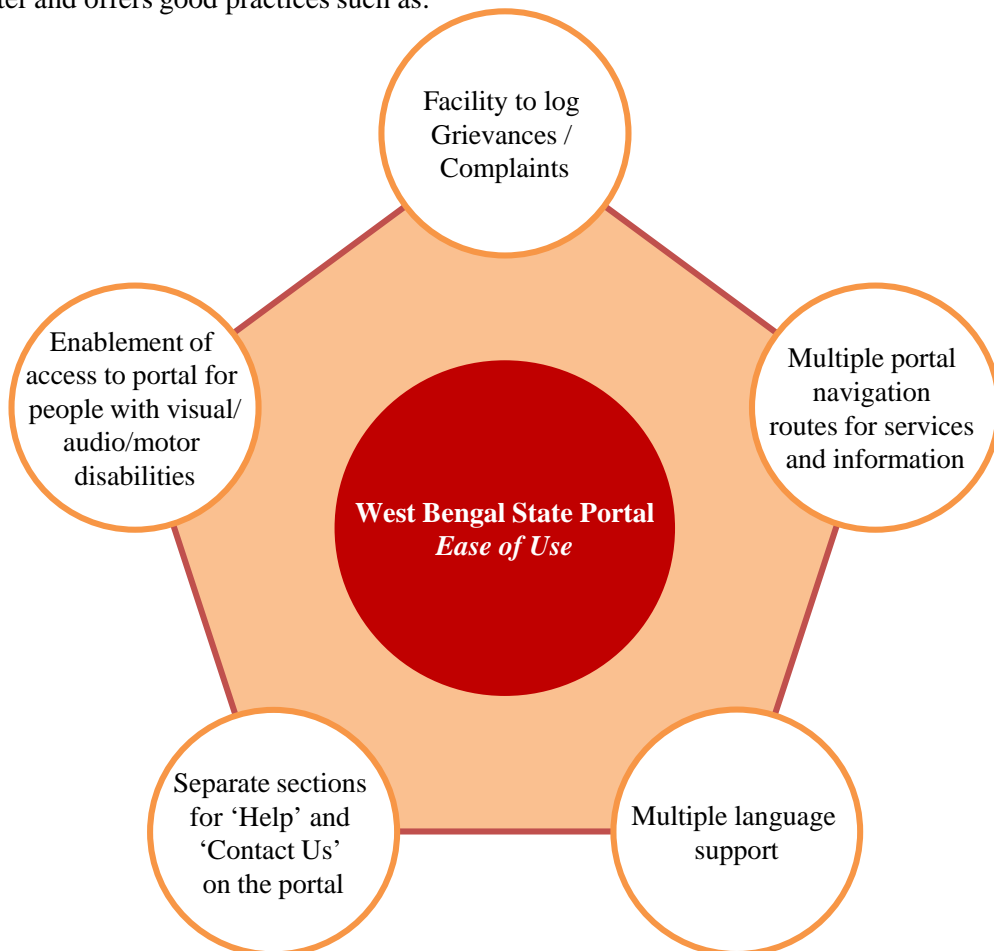 ter and offers good practices such as:
Facility to log
Grievances /
Complaints
Enablement of
access to portal for
people with visual/
audio/motor
disabilities
Multiple portal
navigation
routes for services
and information
West Bengal State Portal
Ease of Use
Separate sections
for ‘Help’ and
‘Contact Us’
on the portal
Multiple language
support